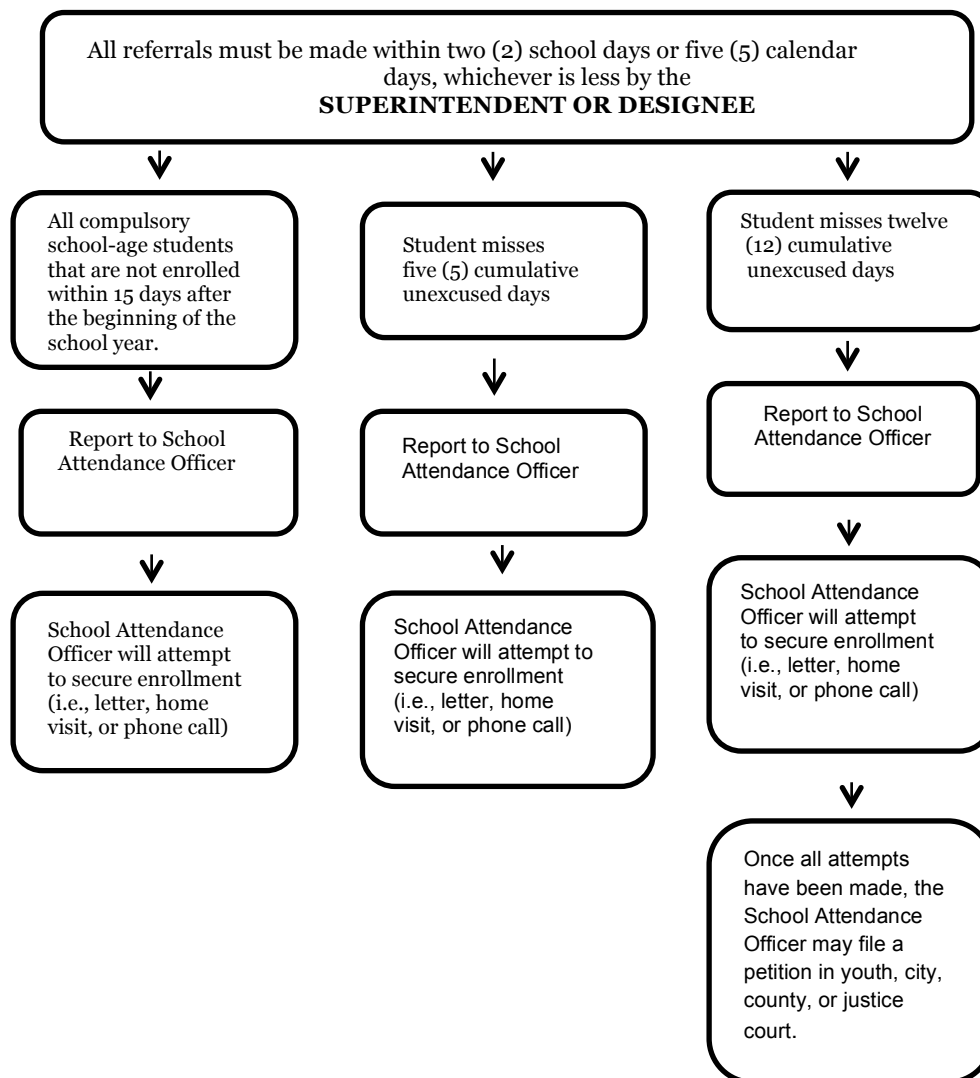 All referrals must be made within two (2) school days or five (5) calendar
days, whichever is less by the
SUPERINTENDENT OR DESIGNEE
All compulsory
school-age students
that are not enrolled
within 15 days after
the beginning of the
school year.
Report to School
Attendance Officer
School Attendance
Officer will attempt
to secure enrollment
(i.e., letter, home
visit, or phone call)
Student misses
five (5) cumulative
unexcused days
Report to School
Attendance Officer
School Attendance
Officer will attempt to
secure enrollment
(i.e., letter, home
visit, or phone call)
Student misses twelve
(12) cumulative
unexcused days
Report to School
Attendance Officer
School Attendance
Officer will attempt
to secure enrollment
(i.e., letter, home
visit, or phone call)
Once all attempts
have been made, the
School Attendance
Officer may file a
petition in youth, city,
county, or justice
court.